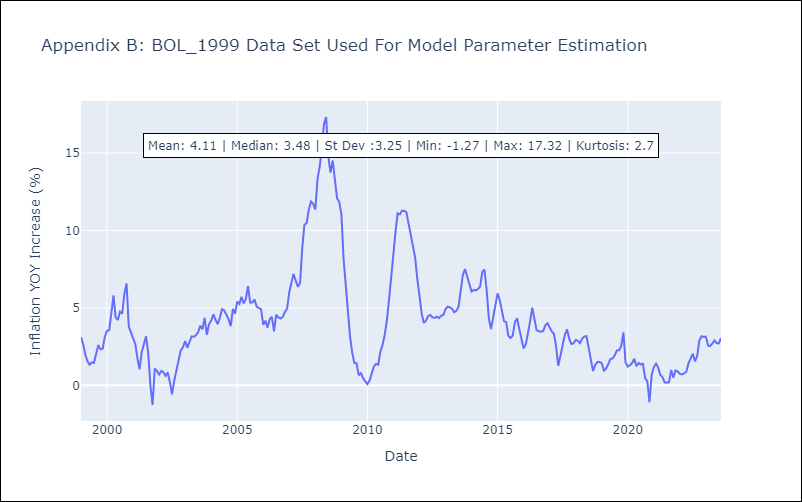 Appendix B: BOL_1999 Data Set Used For Model Parameter Estimation
Mean: 4.11 | Median: 3.48 | St Dev :3.25 | Min: -1.27 | Max: 17.32 | Kurtosis: 2.7
Inflation YOY Increase (%)
15
10
5
0
2000
2005
2010
2015
2020
Date